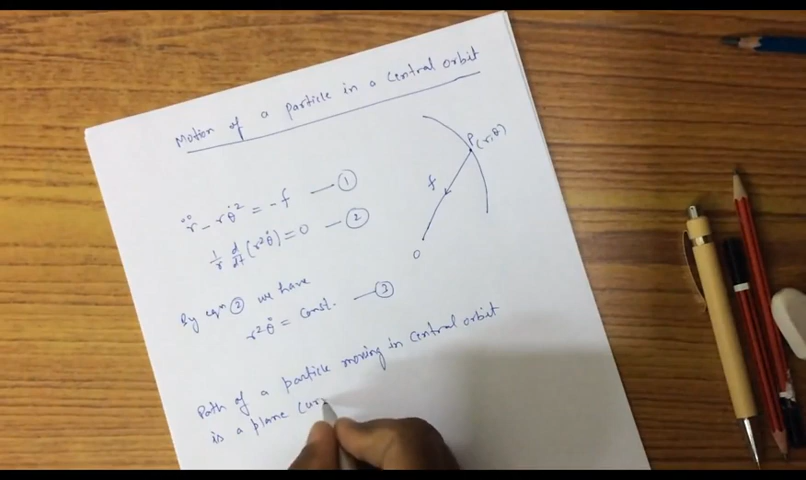 Motion of a particle in a central orbit
P(r,θ)
f
O
r̈ - rθ̇² = -f — ①
1/r d/dt (r²θ̇) = 0 — ②
By eqn ② we have
r²θ̇ = const. — ③
Path of a particle moving in central orbit
is a plane cur